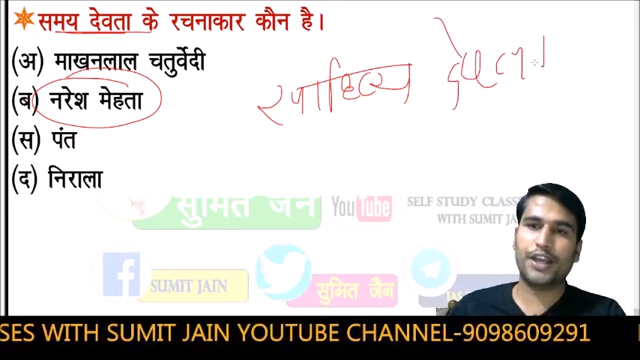 समय देवता के रचनाकार कौन है।
(अ) माखनलाल चतुर्वेदी
(ब) नरेश मेहता
साहित्य देवता
(स) पंत
(द) निराला
सुमित जैन
YouTube
SELF STUDY CLASSES
WITH SUMIT JAIN
SUMIT JAIN
सुमित जैन
SES WITH SUMIT JAIN YOUTUBE CHANNEL-9098609291